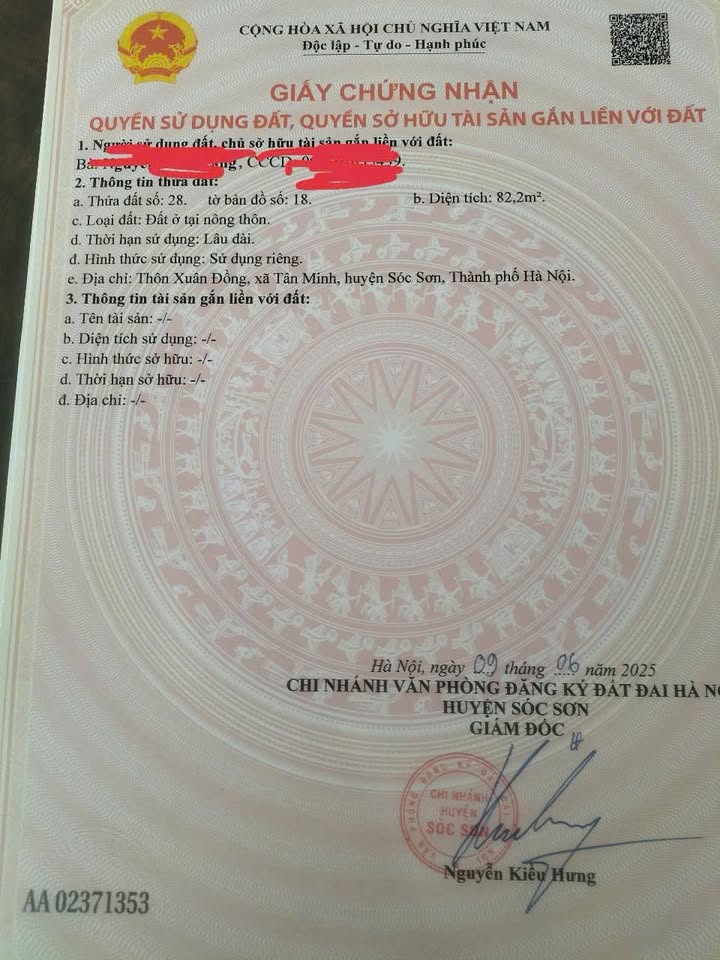 CỘNG HÒA XÃ HỘI CHỦ NGHĨA VIỆT NAM
Độc lập - Tự do - Hạnh phúc
GIẤY CHỨNG NHẬN
QUYỀN SỬ DỤNG ĐẤT, QUYỀN SỞ HỮU TÀI SẢN GẮN LIỀN VỚI ĐẤT
1. Người sử dụng đất, chủ sở hữu tài sản gắn liền với đất:
CCCD
2. Thông tin thửa đất:
a. Thửa đất số: 28. tờ bản đồ số: 18. b. Diện tích: 82,2m².
c. Loại đất: Đất ở tại nông thôn.
d. Thời hạn sử dụng: Lâu dài.
đ. Hình thức sử dụng: Sử dụng riêng.
e. Địa chỉ: Thôn Xuân Đồng, xã Tân Minh, huyện Sóc Sơn, Thành phố Hà Nội.
3. Thông tin tài sản gắn liền với đất:
a. Tên tài sản: -/-
b. Diện tích sử dụng: -/-
c. Hình thức sở hữu: -/-
d. Thời hạn sở hữu: -/-
đ. Địa chỉ: -/-
Hà Nội, ngày 09 tháng 06 năm 2025
CHI NHÁNH VĂN PHÒNG ĐĂNG KÝ ĐẤT ĐAI HÀ
HUYỆN SÓC SƠN
GIÁM ĐỐC
VĂN PHÒNG ĐĂNG KÝ ĐẤT ĐAI
CHI NHÁNH
HUYỆN
SÓC SƠN
Nguyễn Kiều Hưng
AA 02371353